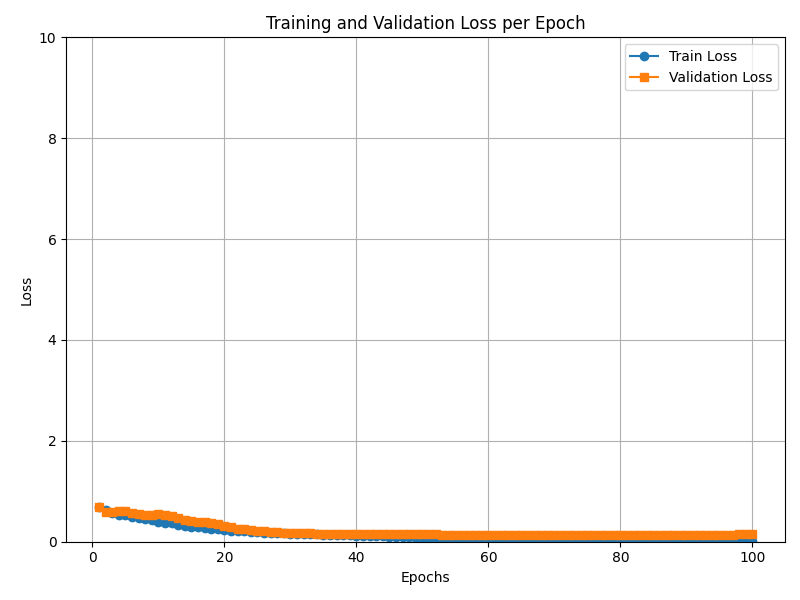 Training and Validation Loss per Epoch
Train Loss
Validation Loss
Loss
10
8
6
4
2
0
0 20 40 60 80 100
Epochs